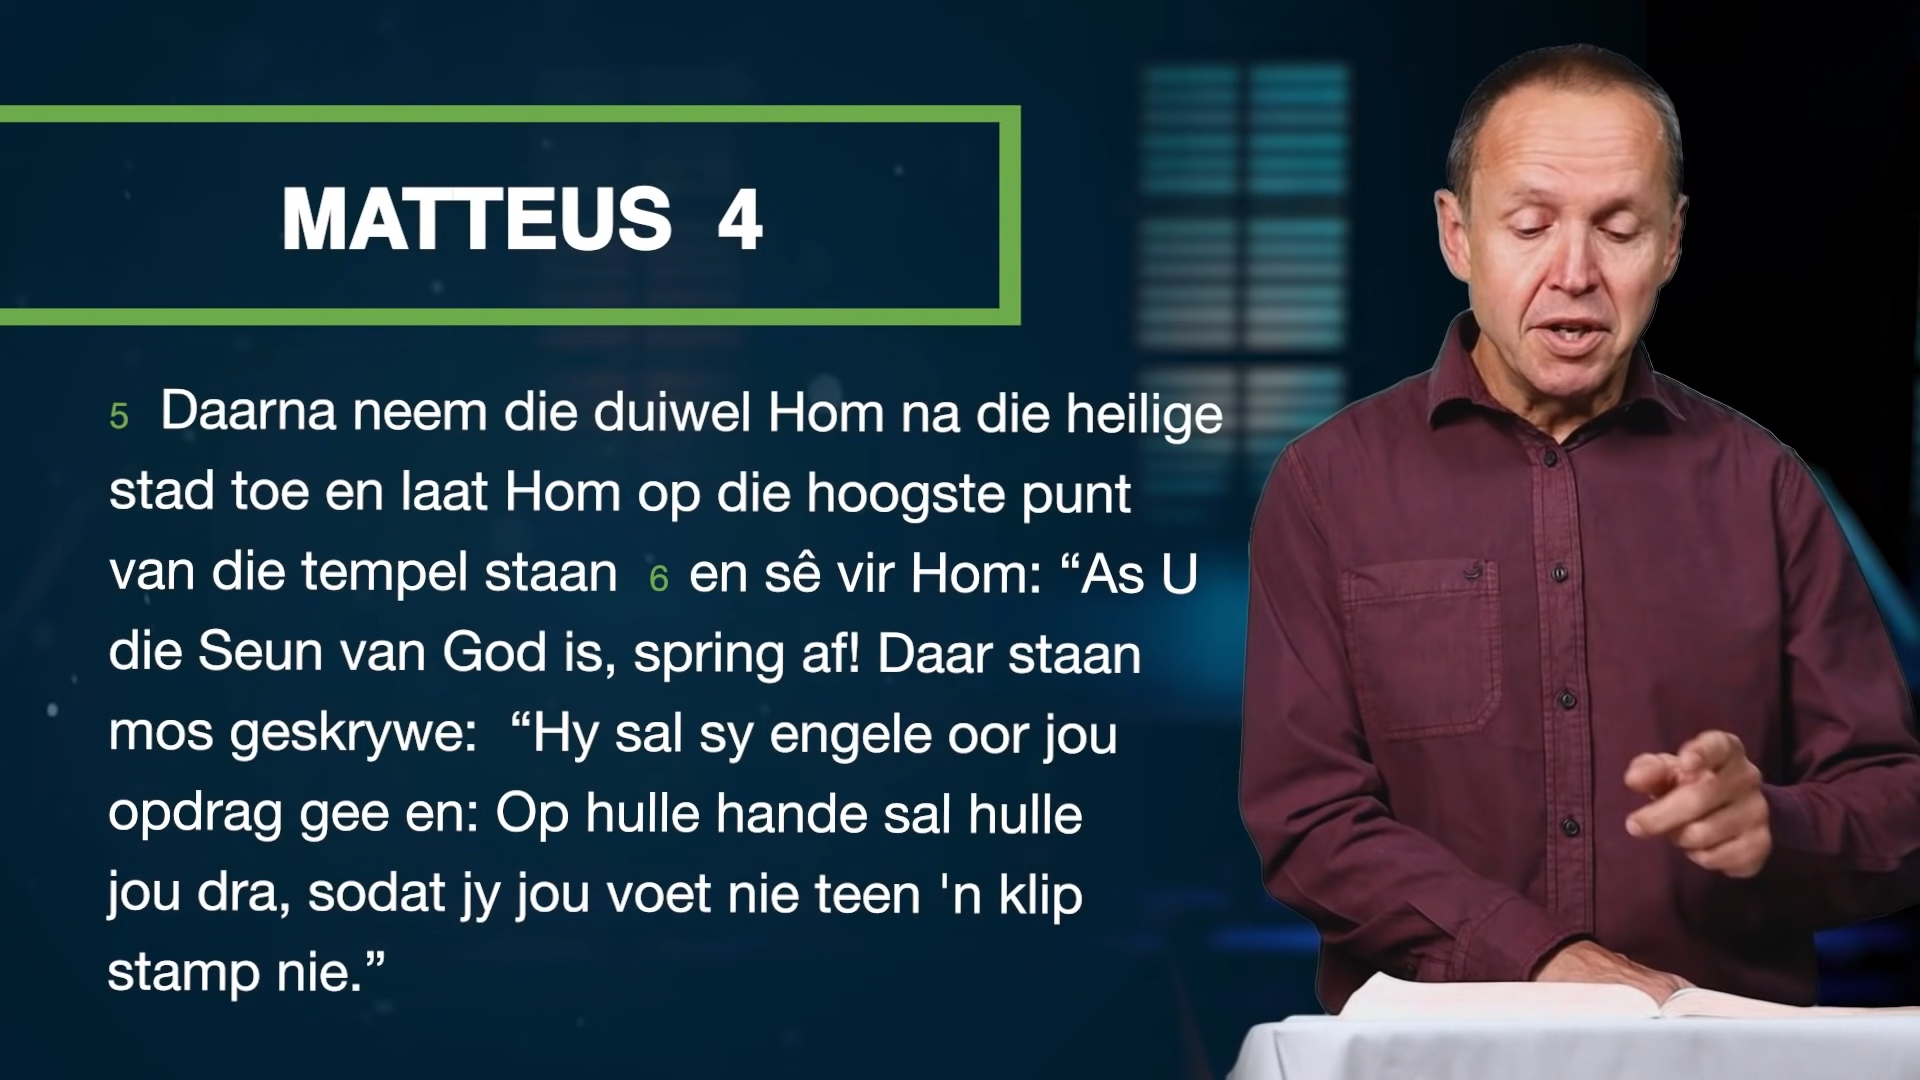 MATTEUS 4
5 Daarna neem die duiwel Hom na die heilige
stad toe en laat Hom op die hoogste punt
van die tempel staan 6 en sê vir Hom: “As U
die Seun van God is, spring af! Daar staan
mos geskrywe: “Hy sal sy engele oor jou
opdrag gee en: Op hulle hande sal hulle
jou dra, sodat jy jou voet nie teen 'n klip
stamp nie.”